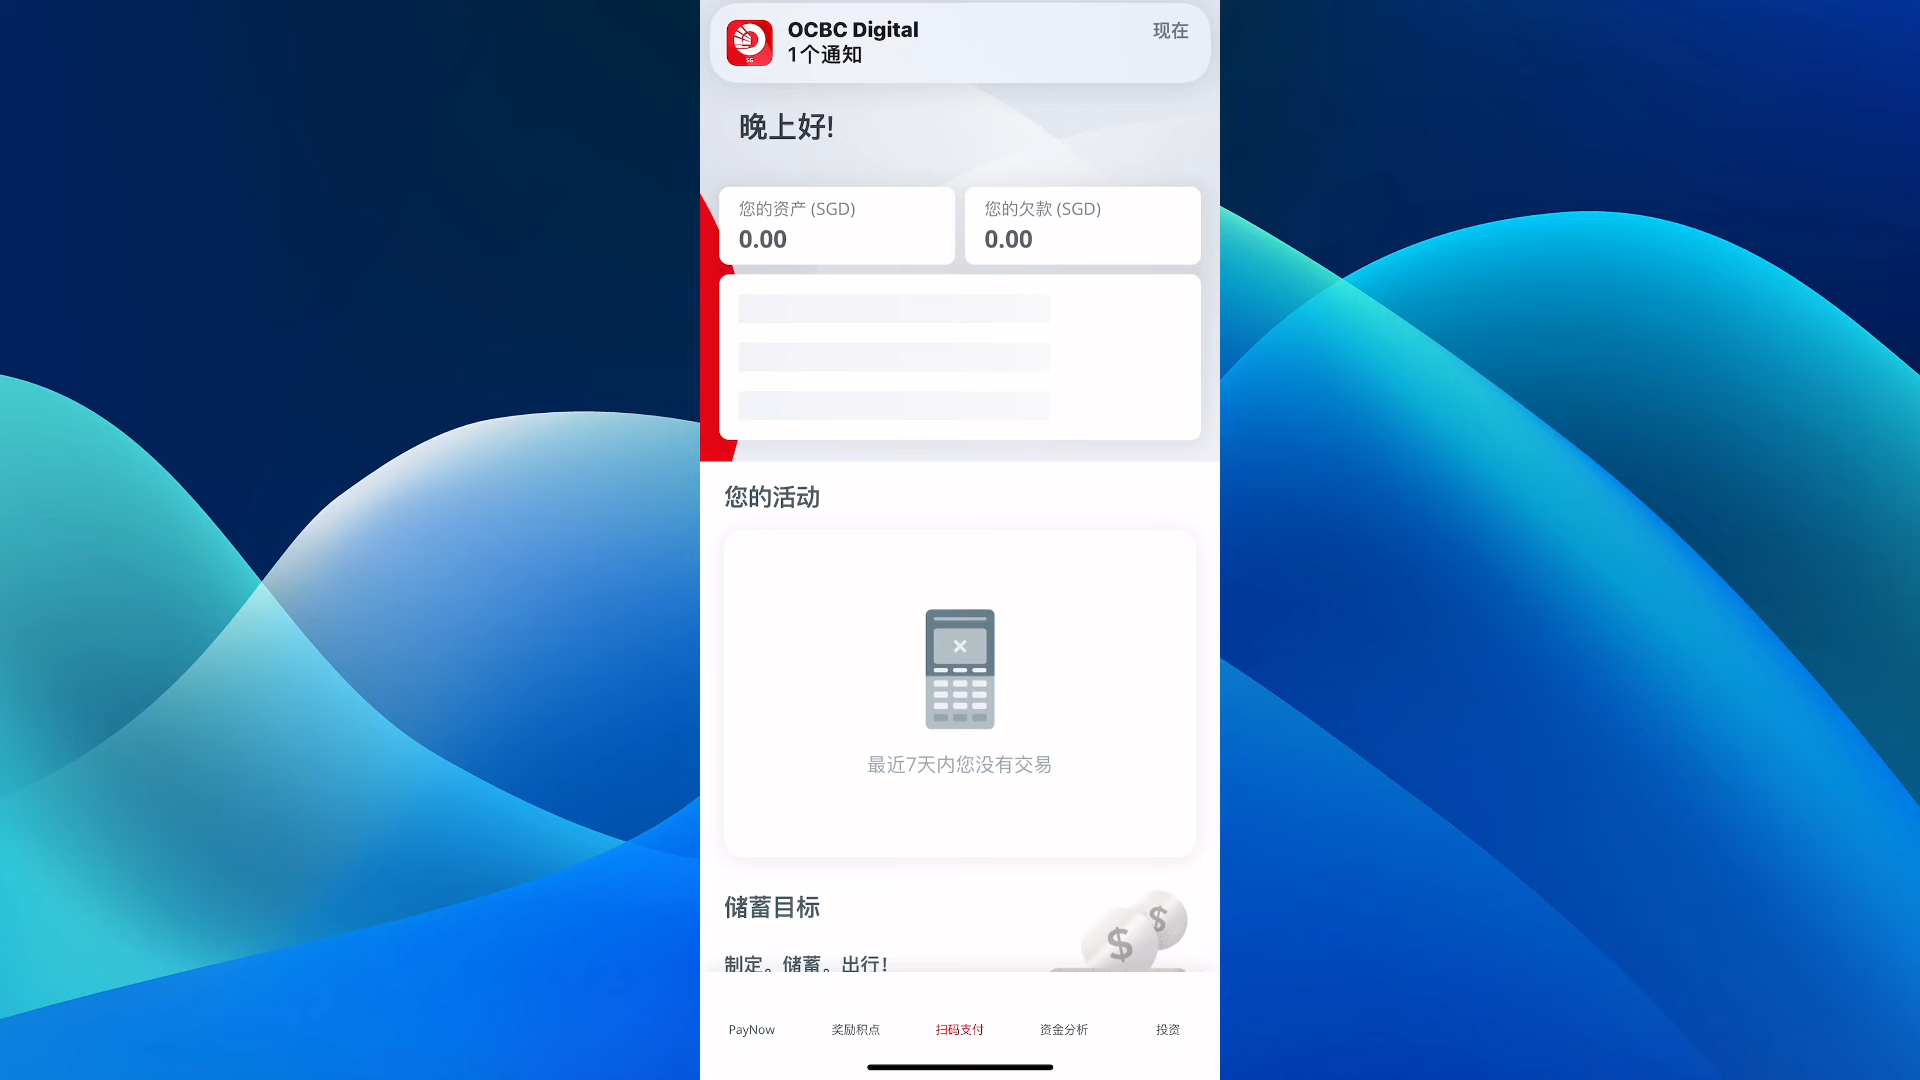 OCBC Digital
现在
1个通知
SG
晚上好!
您的资产 (SGD)
0.00
您的欠款 (SGD)
0.00
您的活动
最近7天内您没有交易
储蓄目标
$
$
制定。储蓄。出行!
PayNow
奖励积点
扫码支付
资金分析
投资